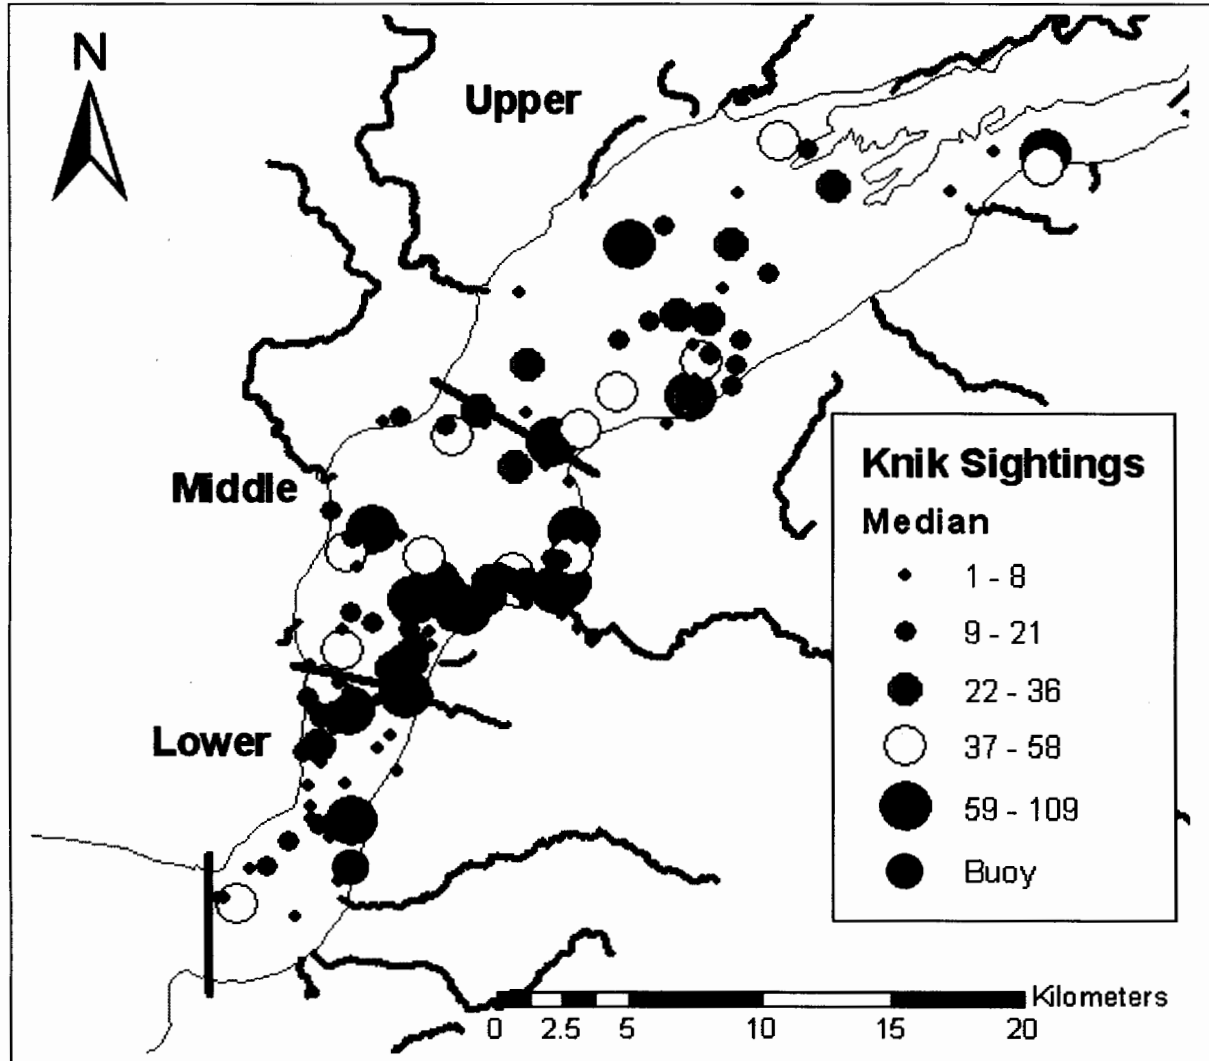 N
Upper
Middle
Lower
Knik Sightings
Median
1 - 8
9 - 21
22 - 36
37 - 58
59 - 109
Buoy
Kilometers
0 2.5 5 10 15 20